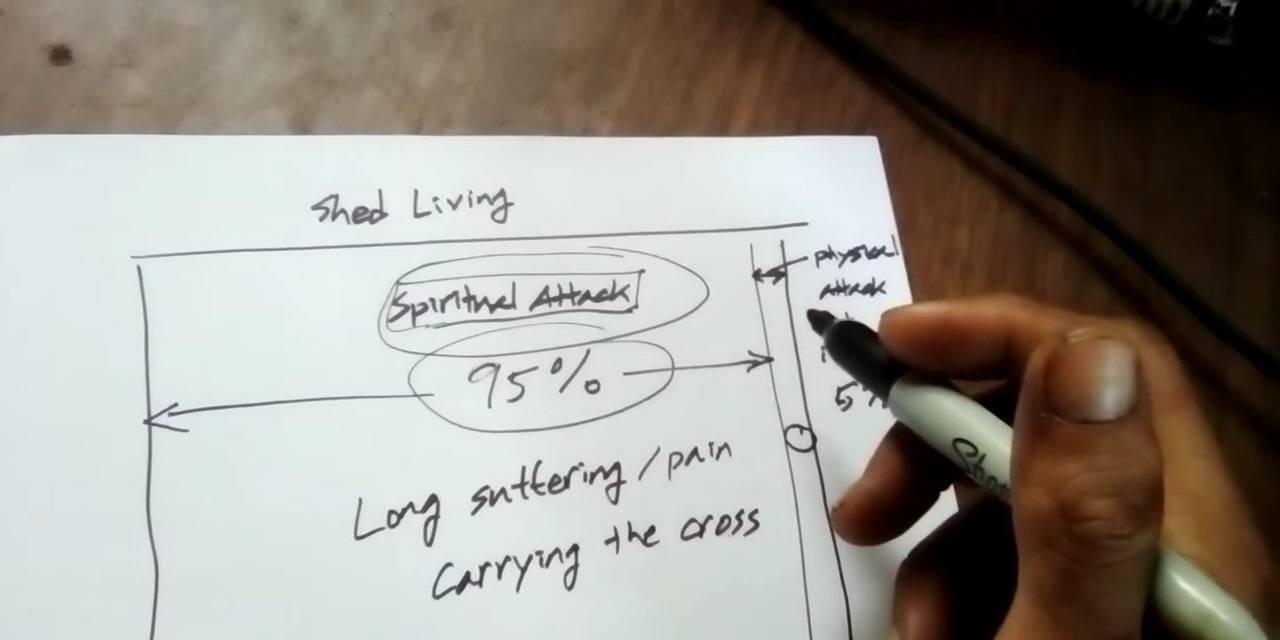 Shed Living
Spiritual Attack
physical
attack
95%
5%
Long suffering/pain
Carrying the cross